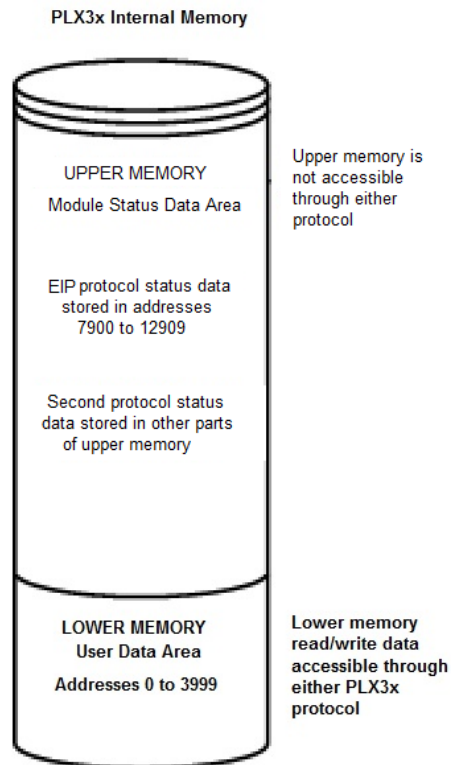 PLX3x Internal Memory
UPPER MEMORY
Module Status Data Area
Upper memory is
not accessible
through either
protocol
EIP protocol status data
stored in addresses
7900 to 12909
Second protocol status
data stored in other parts
of upper memory
LOWER MEMORY
User Data Area
Addresses 0 to 3999
Lower memory
read/write data
accessible through
either PLX3x
protocol